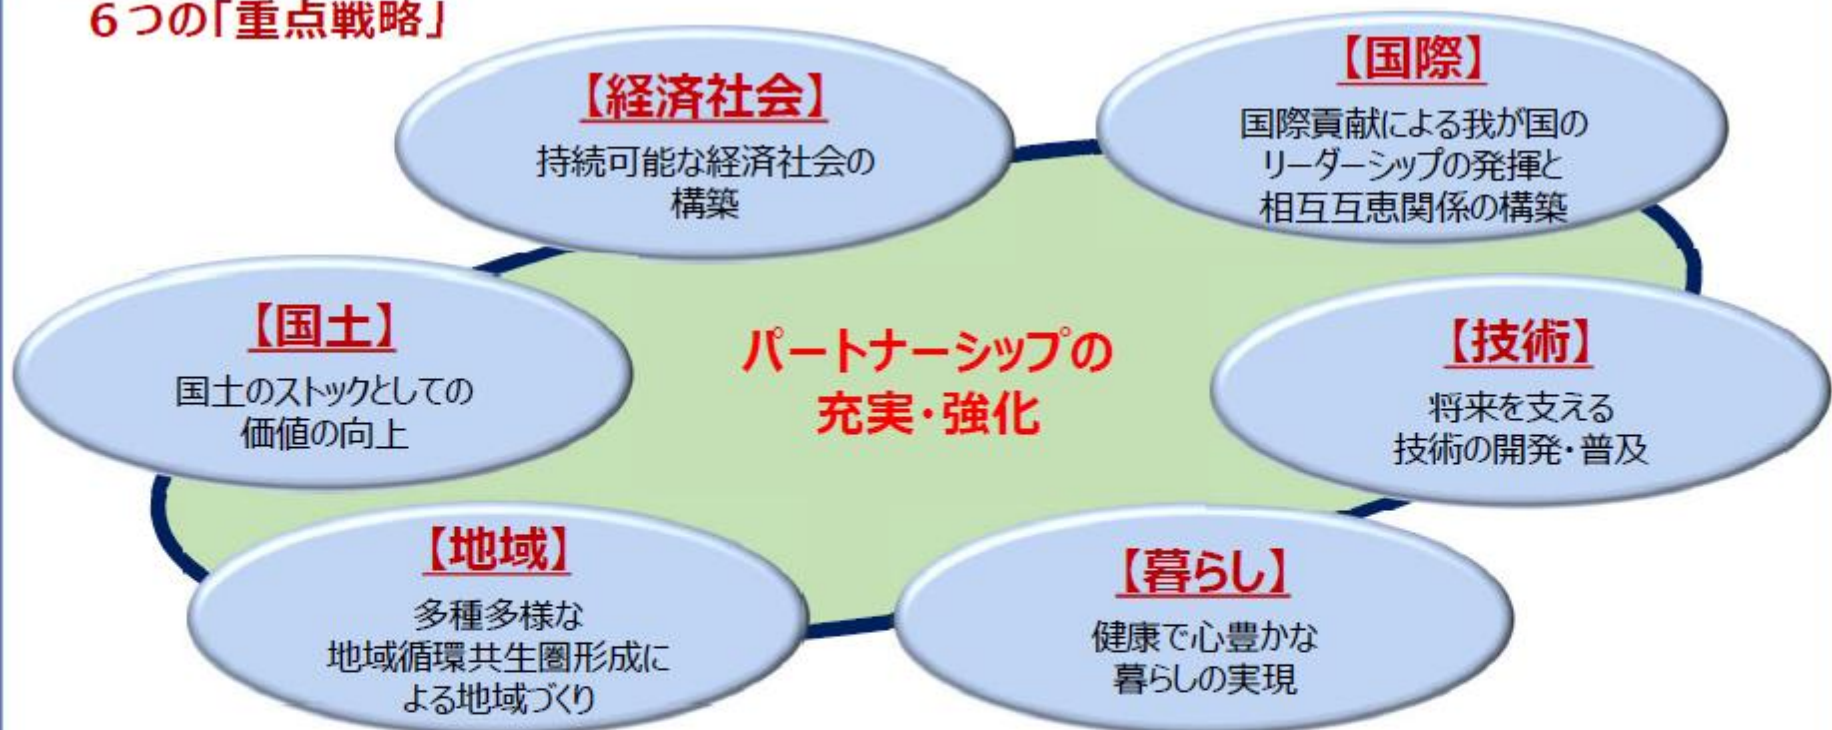 ６つの「重点戦略」
【経済社会】
持続可能な経済社会の
構築
【国際】
国際貢献による我が国の
リーダーシップの発揮と
相互互恵関係の構築
【国土】
国土のストックとしての
価値の向上
パートナーシップの
充実・強化
【技術】
将来を支える
技術の開発・普及
【地域】
多種多様な
地域循環共生圏形成に
よる地域づくり
【暮らし】
健康で心豊かな
暮らしの実現